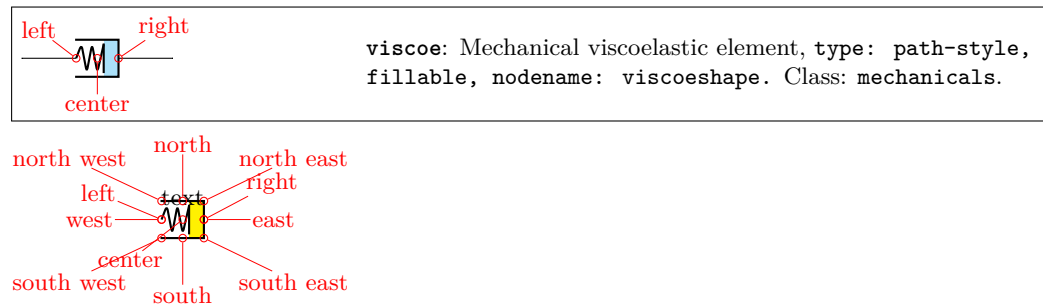 left
right
center
viscoe: Mechanical viscoelastic element, type: path-style,
fillable, nodename: viscoeshape. Class: mechanicals.
north
north west
north east
text
left
right
west
east
center
south west
south east
south